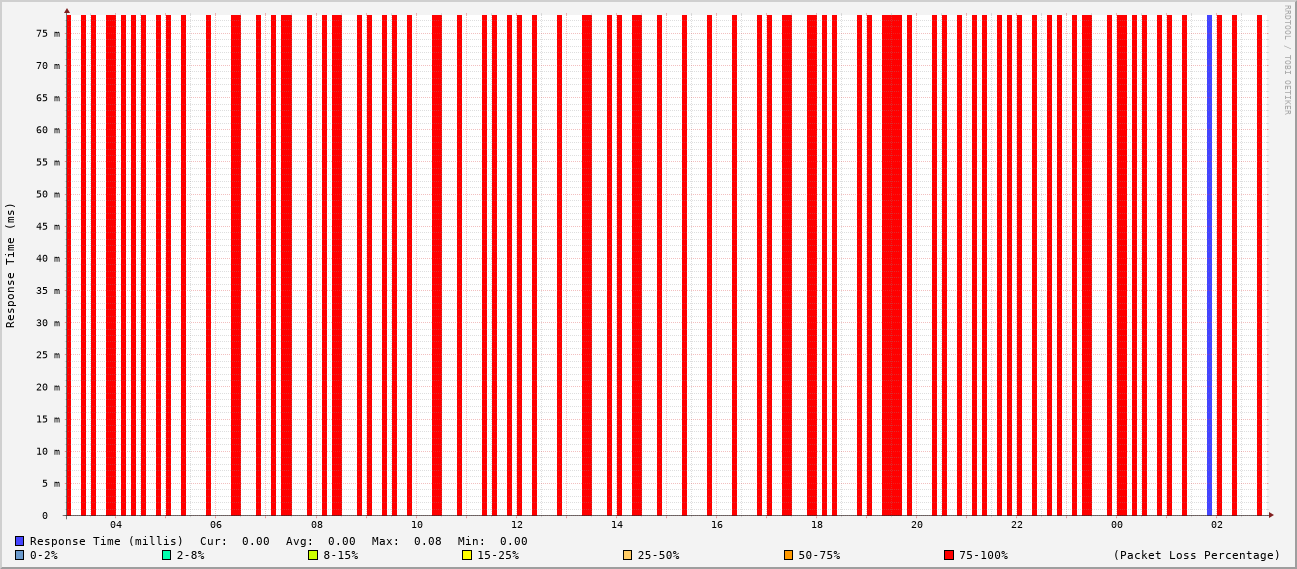 RRDTOOL / TOBI OETIKER
Response Time (ms)
75 m
70 m
65 m
60 m
55 m
50 m
45 m
40 m
35 m
30 m
25 m
20 m
15 m
10 m
5 m
0
04 06 08 10 12 14 16 18 20 22 00 02
Response Time (millis) Cur: 0.00 Avg: 0.00 Max: 0.08 Min: 0.00
0-2% 2-8% 8-15% 15-25% 25-50% 50-75% 75-100% (Packet Loss Percentage)